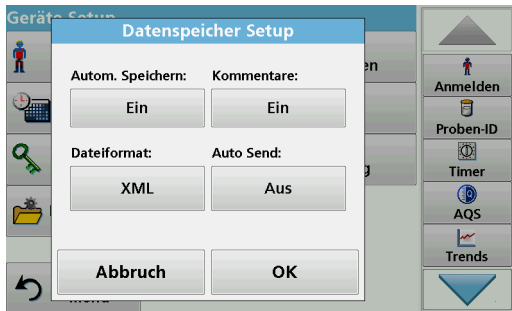 Geräte Setup
Datenspeicher Setup
Autom. Speichern: Kommentare:
Ein Ein
Dateiformat: Auto Send:
XML Aus
Abbruch OK
Anmelden
Proben-ID
Timer
AQS
Trends